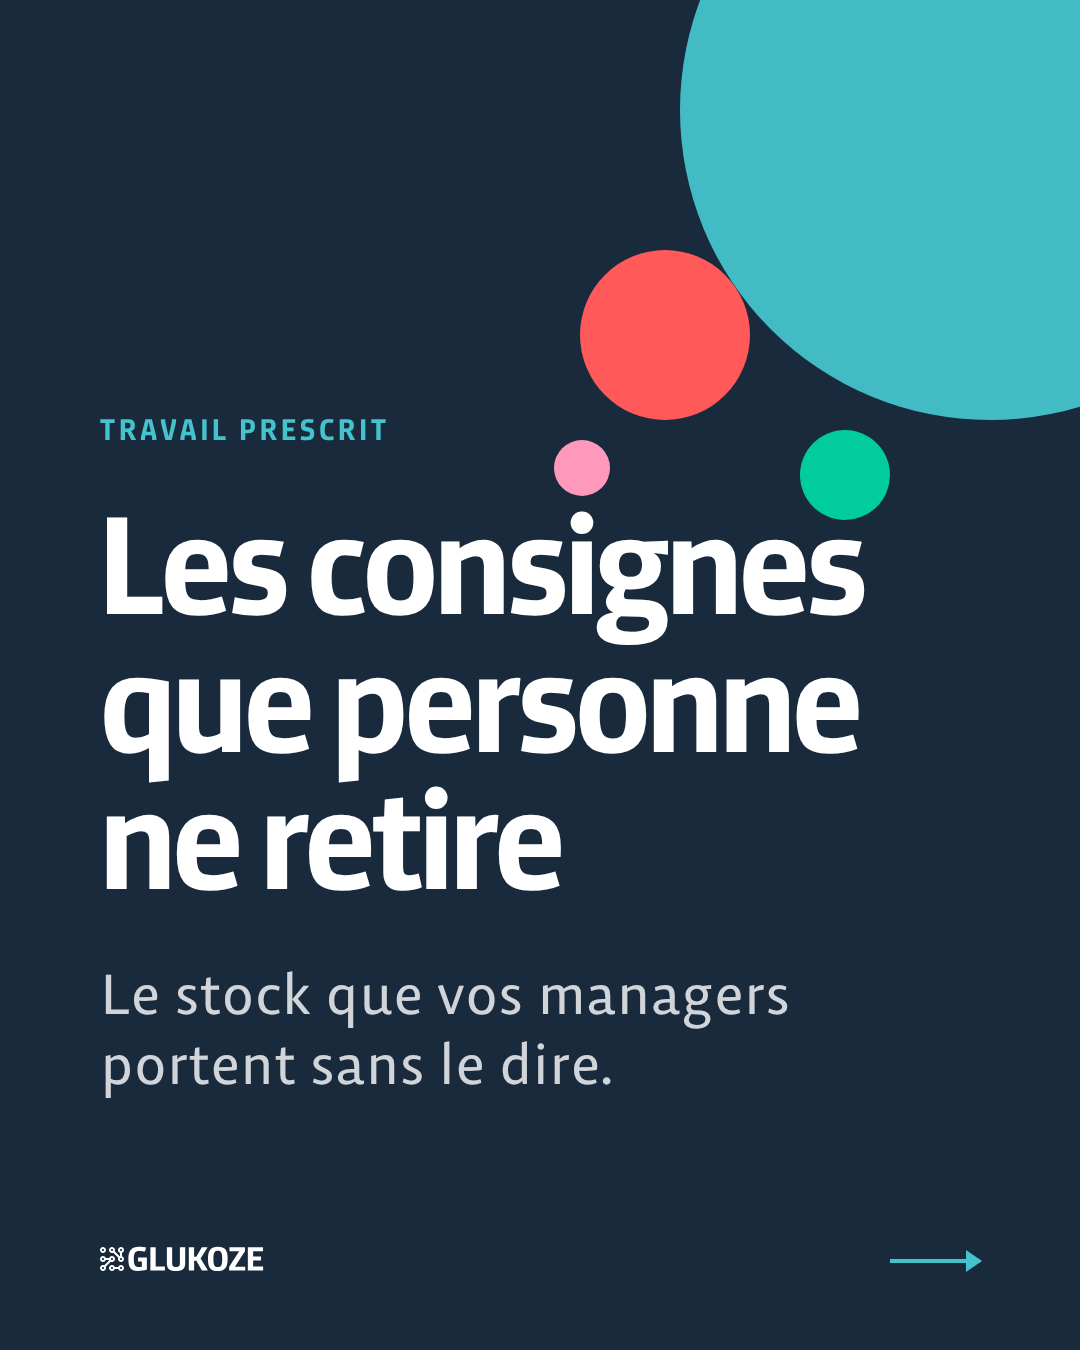 TRAVAIL PRESCRIT
Les consignes
que personne
ne retire
Le stock que vos managers
portent sans le dire.
GLUKOZE